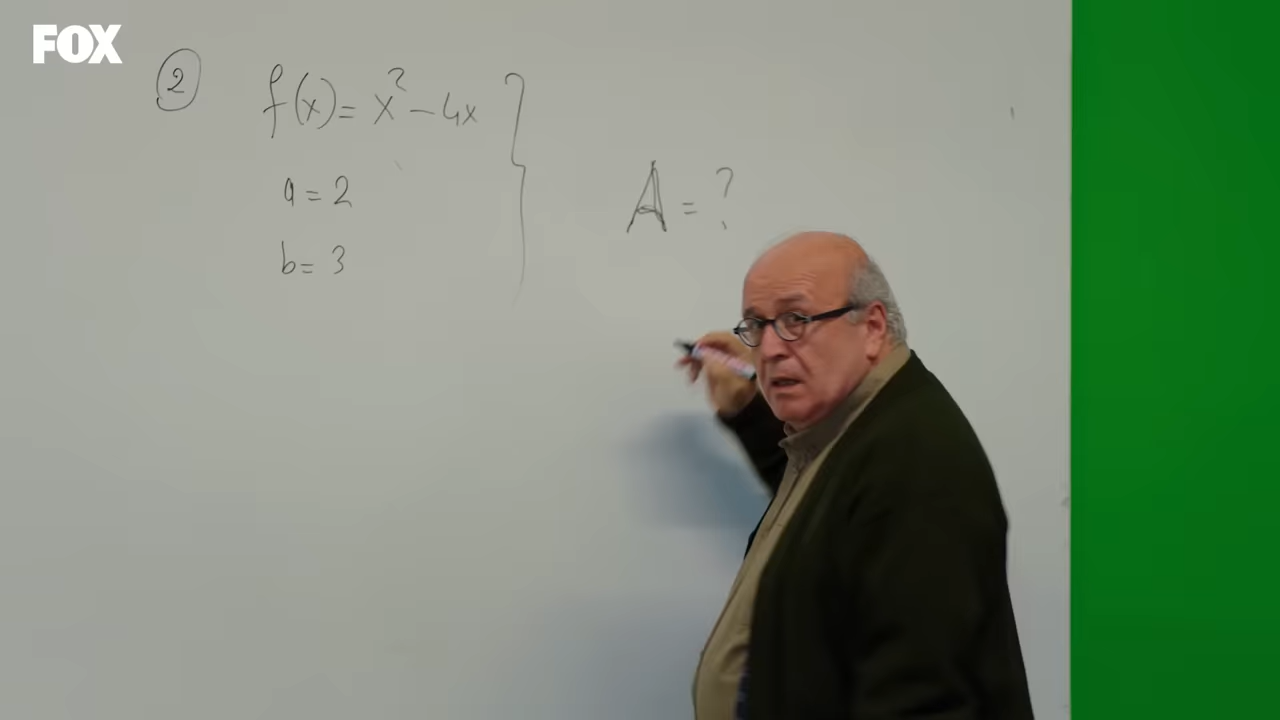 FOX
② f(x) = x² – 4x
a = 2
A = ?
b = 3